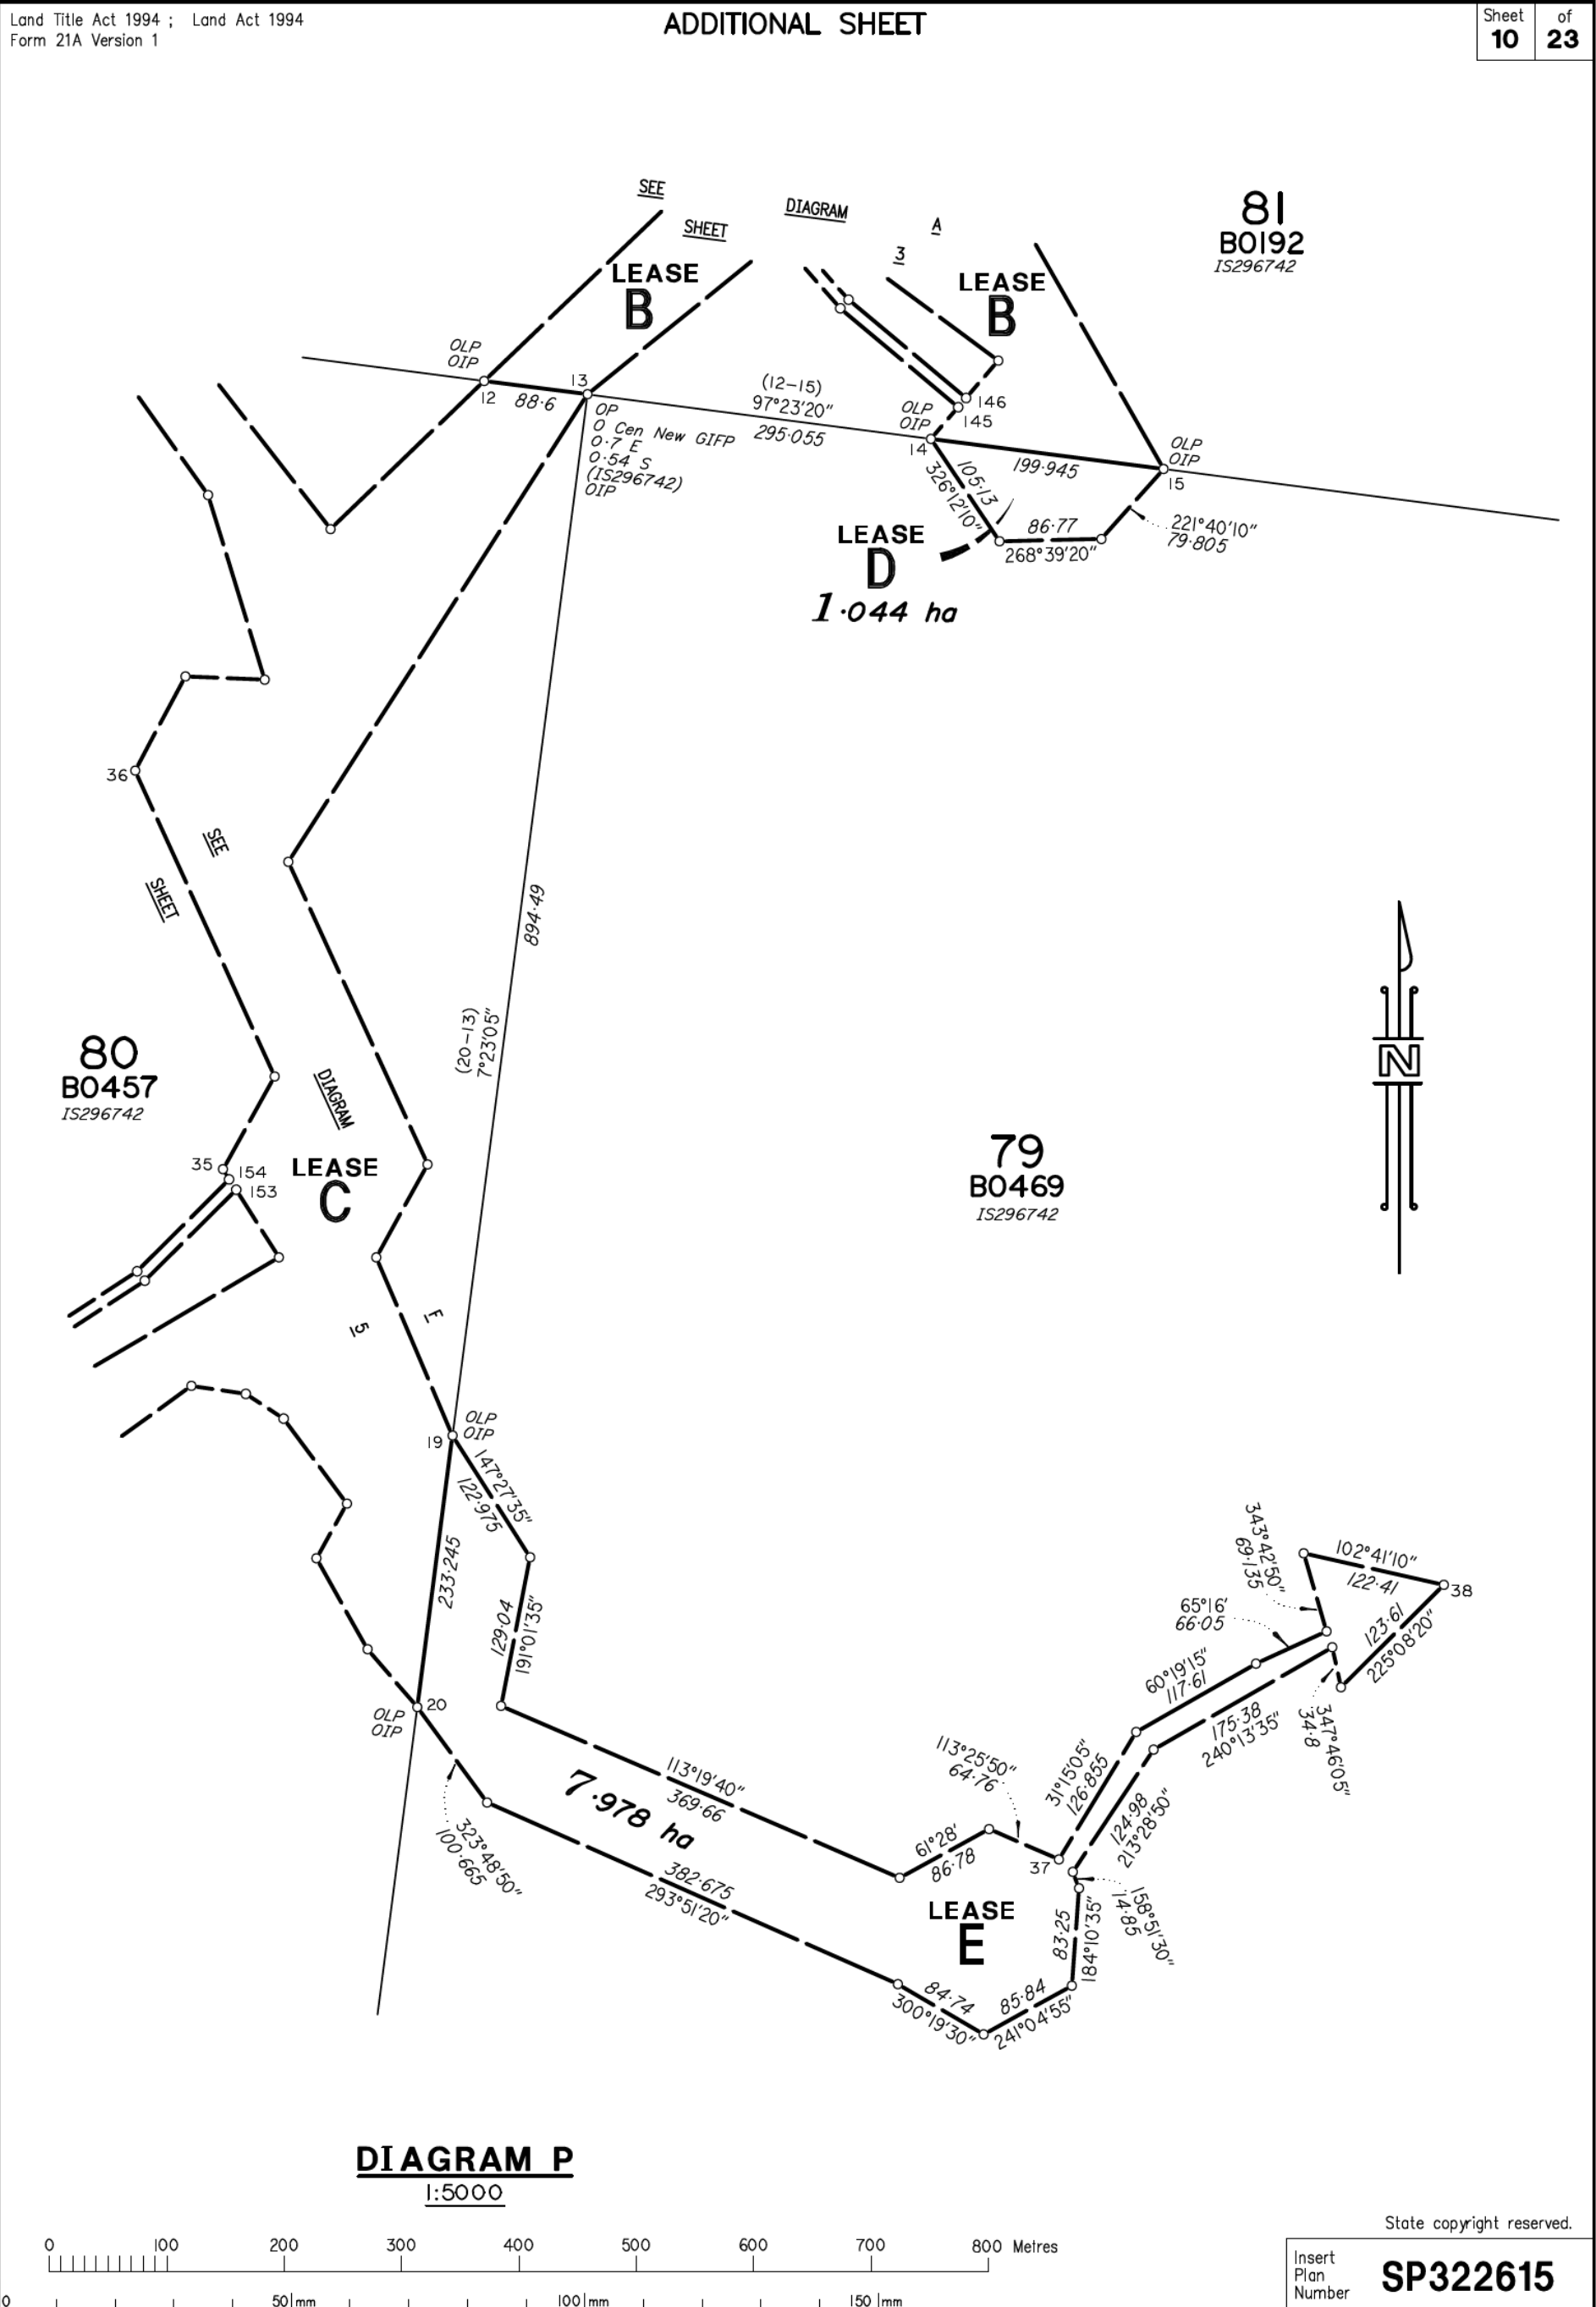 Land Title Act 1994 ; Land Act 1994
Form 21A Version 1
ADDITIONAL SHEET
Sheet 10
of 23
SEE
SHEET
DIAGRAM
A
3
81
BO192
IS296742
LEASE
B
LEASE
B
OLP
OIP
12
88·6
13
OP
0 Cen New GIFP
0·7 E
0·54 S
(IS296742)
OIP
(12-15)
97°23'20"
295·055
OLP
OIP
14
146
145
199·945
OLP
OIP
15
105·13
326°12'10"
86·77
268°39'20"
221°40'10"
79·805
LEASE
D
1·044 ha
36
SEE
SHEET
894·49
(20-13)
7°23'05"
80
BO457
IS296742
DIAGRAM
35
154
153
LEASE
C
79
BO469
IS296742
N
5
F
OLP
OIP
19
147°27'35"
122·975
233·245
129·04
191°01'35"
343°42'50"
69·135
102°41'10"
122·41
38
65°16'
66·05
123·61
225°08'20"
60°19'15"
117·61
175·38
240°13'35"
347°46'05"
34·8
20
OLP
OIP
113°19'40"
369·66
7·978 ha
113°25'50"
64·76
31°15'05"
126·855
124·98
213°28'50"
323°48'50"
100·665
61°28'
86·78
37
382·675
293°51'20"
LEASE
E
158°51'30"
14·85
83·25
184°10'35"
84·74
300°19'30"
85·84
241°04'55"
DIAGRAM P
1:5000
State copyright reserved.
0 100 200 300 400 500 600 700 800 Metres
Insert
Plan
Number
SP322615
0 50 mm 100 mm 150 mm